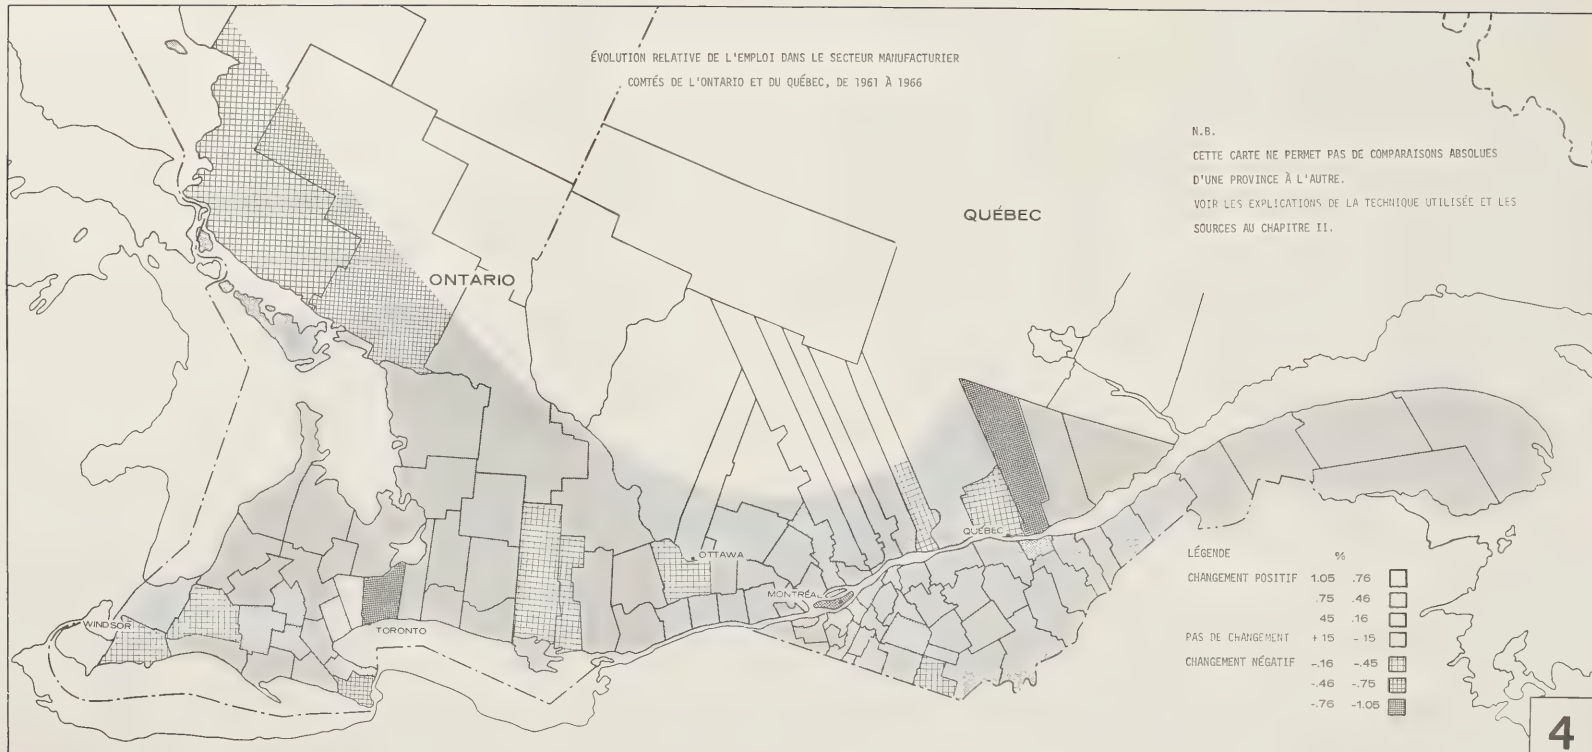 ÉVOLUTION RELATIVE DE L'EMPLOI DANS LE SECTEUR MANUFACTURIER
COMTÉS DE L'ONTARIO ET DU QUÉBEC, DE 1961 À 1966
N.B.
CETTE CARTE NE PERMET PAS DE COMPARAISONS ABSOLUES
D'UNE PROVINCE À L'AUTRE.
VOIR LES EXPLICATIONS DE LA TECHNIQUE UTILISÉE ET LES
SOURCES AU CHAPITRE II.
QUÉBEC
ONTARIO
QUÉBEC
OTTAWA
MONTRÉAL
WINDSOR
TORONTO
LÉGENDE %
CHANGEMENT POSITIF 1.05 .76
.75 .46
45 .16
PAS DE CHANGEMENT +15 -15
CHANGEMENT NÉGATIF -.16 -.45
-.46 -.75
-.76 -1.05
4